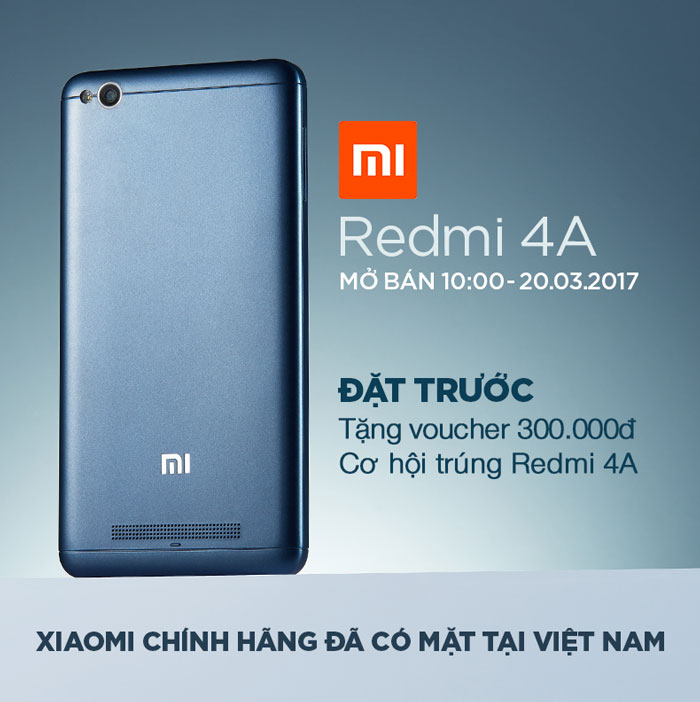 mi
Redmi 4A
MỞ BÁN 10:00 - 20.03.2017
ĐẶT TRƯỚC
Tặng voucher 300.000đ
Cơ hội trúng Redmi 4A
mi
XIAOMI CHÍNH HÃNG ĐÃ CÓ MẶT TẠI VIỆT NAM